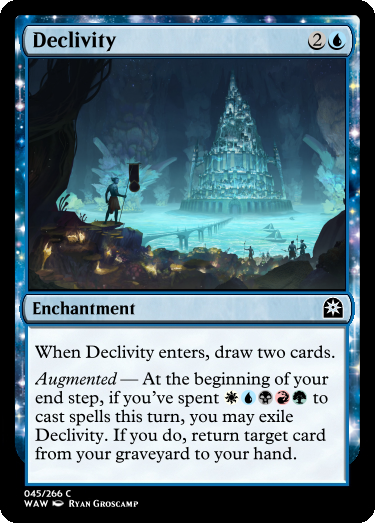 Declivity 2
Enchantment
When Declivity enters, draw two cards.
Augmented — At the beginning of your
end step, if you've spent to
cast spells this turn, you may exile
Declivity. If you do, return target card
from your graveyard to your hand.
045/266 C
WAW Ryan Groscamp